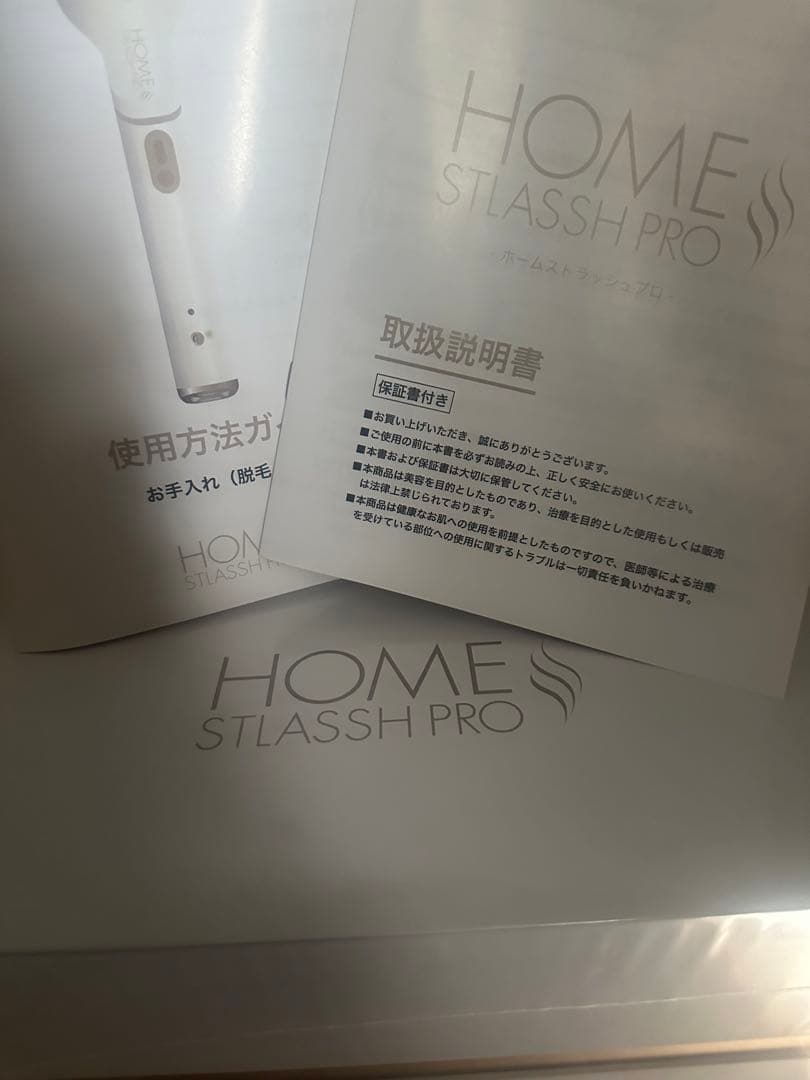 HOME
使用方法ガ
お手入れ（脱毛
HOM
STLASSH
HOME
STLASSH PRO
- ホームストラッシュプロ -
取扱説明書
保証書付き
■お買い上げいただき、誠にありがとうございます。
■ご使用の前に本書を必ずお読みの上、正しく安全にお使いください。
■本書および保証書は大切に保管してください。
■本商品は美容を目的としたものであり、治療を目的とした使用もしくは販売
は法律上禁じられております。
■本商品は健康なお肌への使用を前提としたものですので、医師等による治療
を受けている部位への使用に関するトラブルは一切責任を負いかねます。
HOME
STLASSH PRO